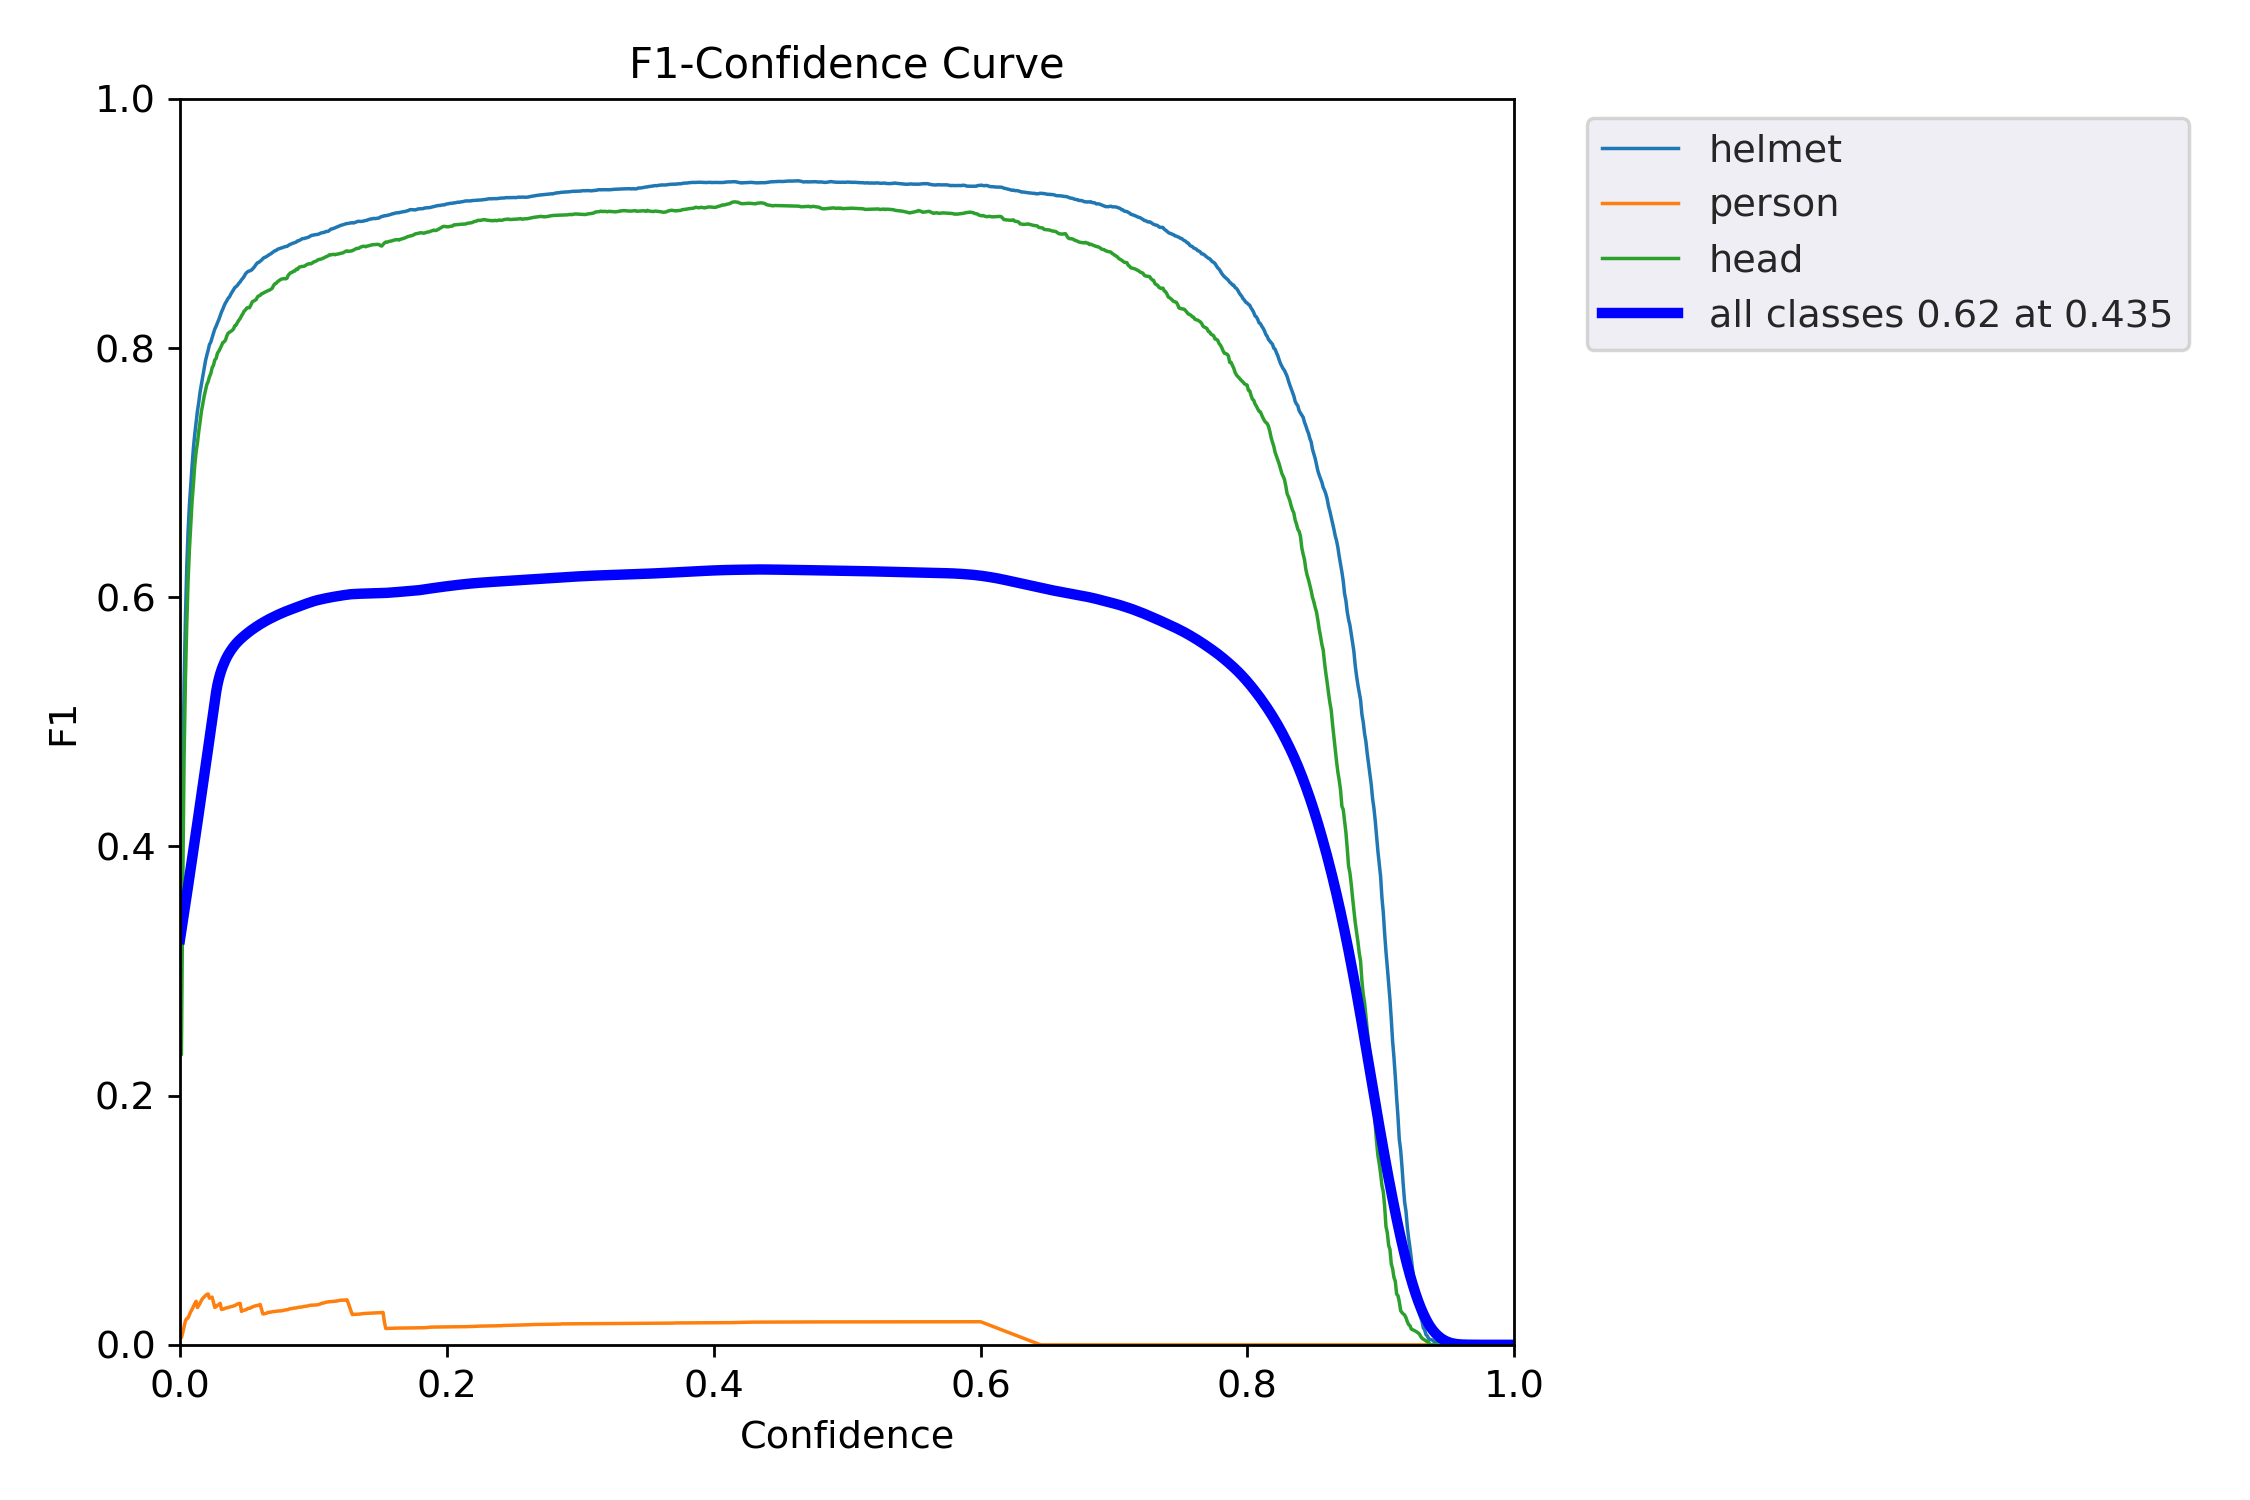 F1-Confidence Curve
1.0
0.8
0.6
0.4
0.2
0.0
F1
0.0 0.2 0.4 0.6 0.8 1.0
Confidence
helmet
person
head
all classes 0.62 at 0.435